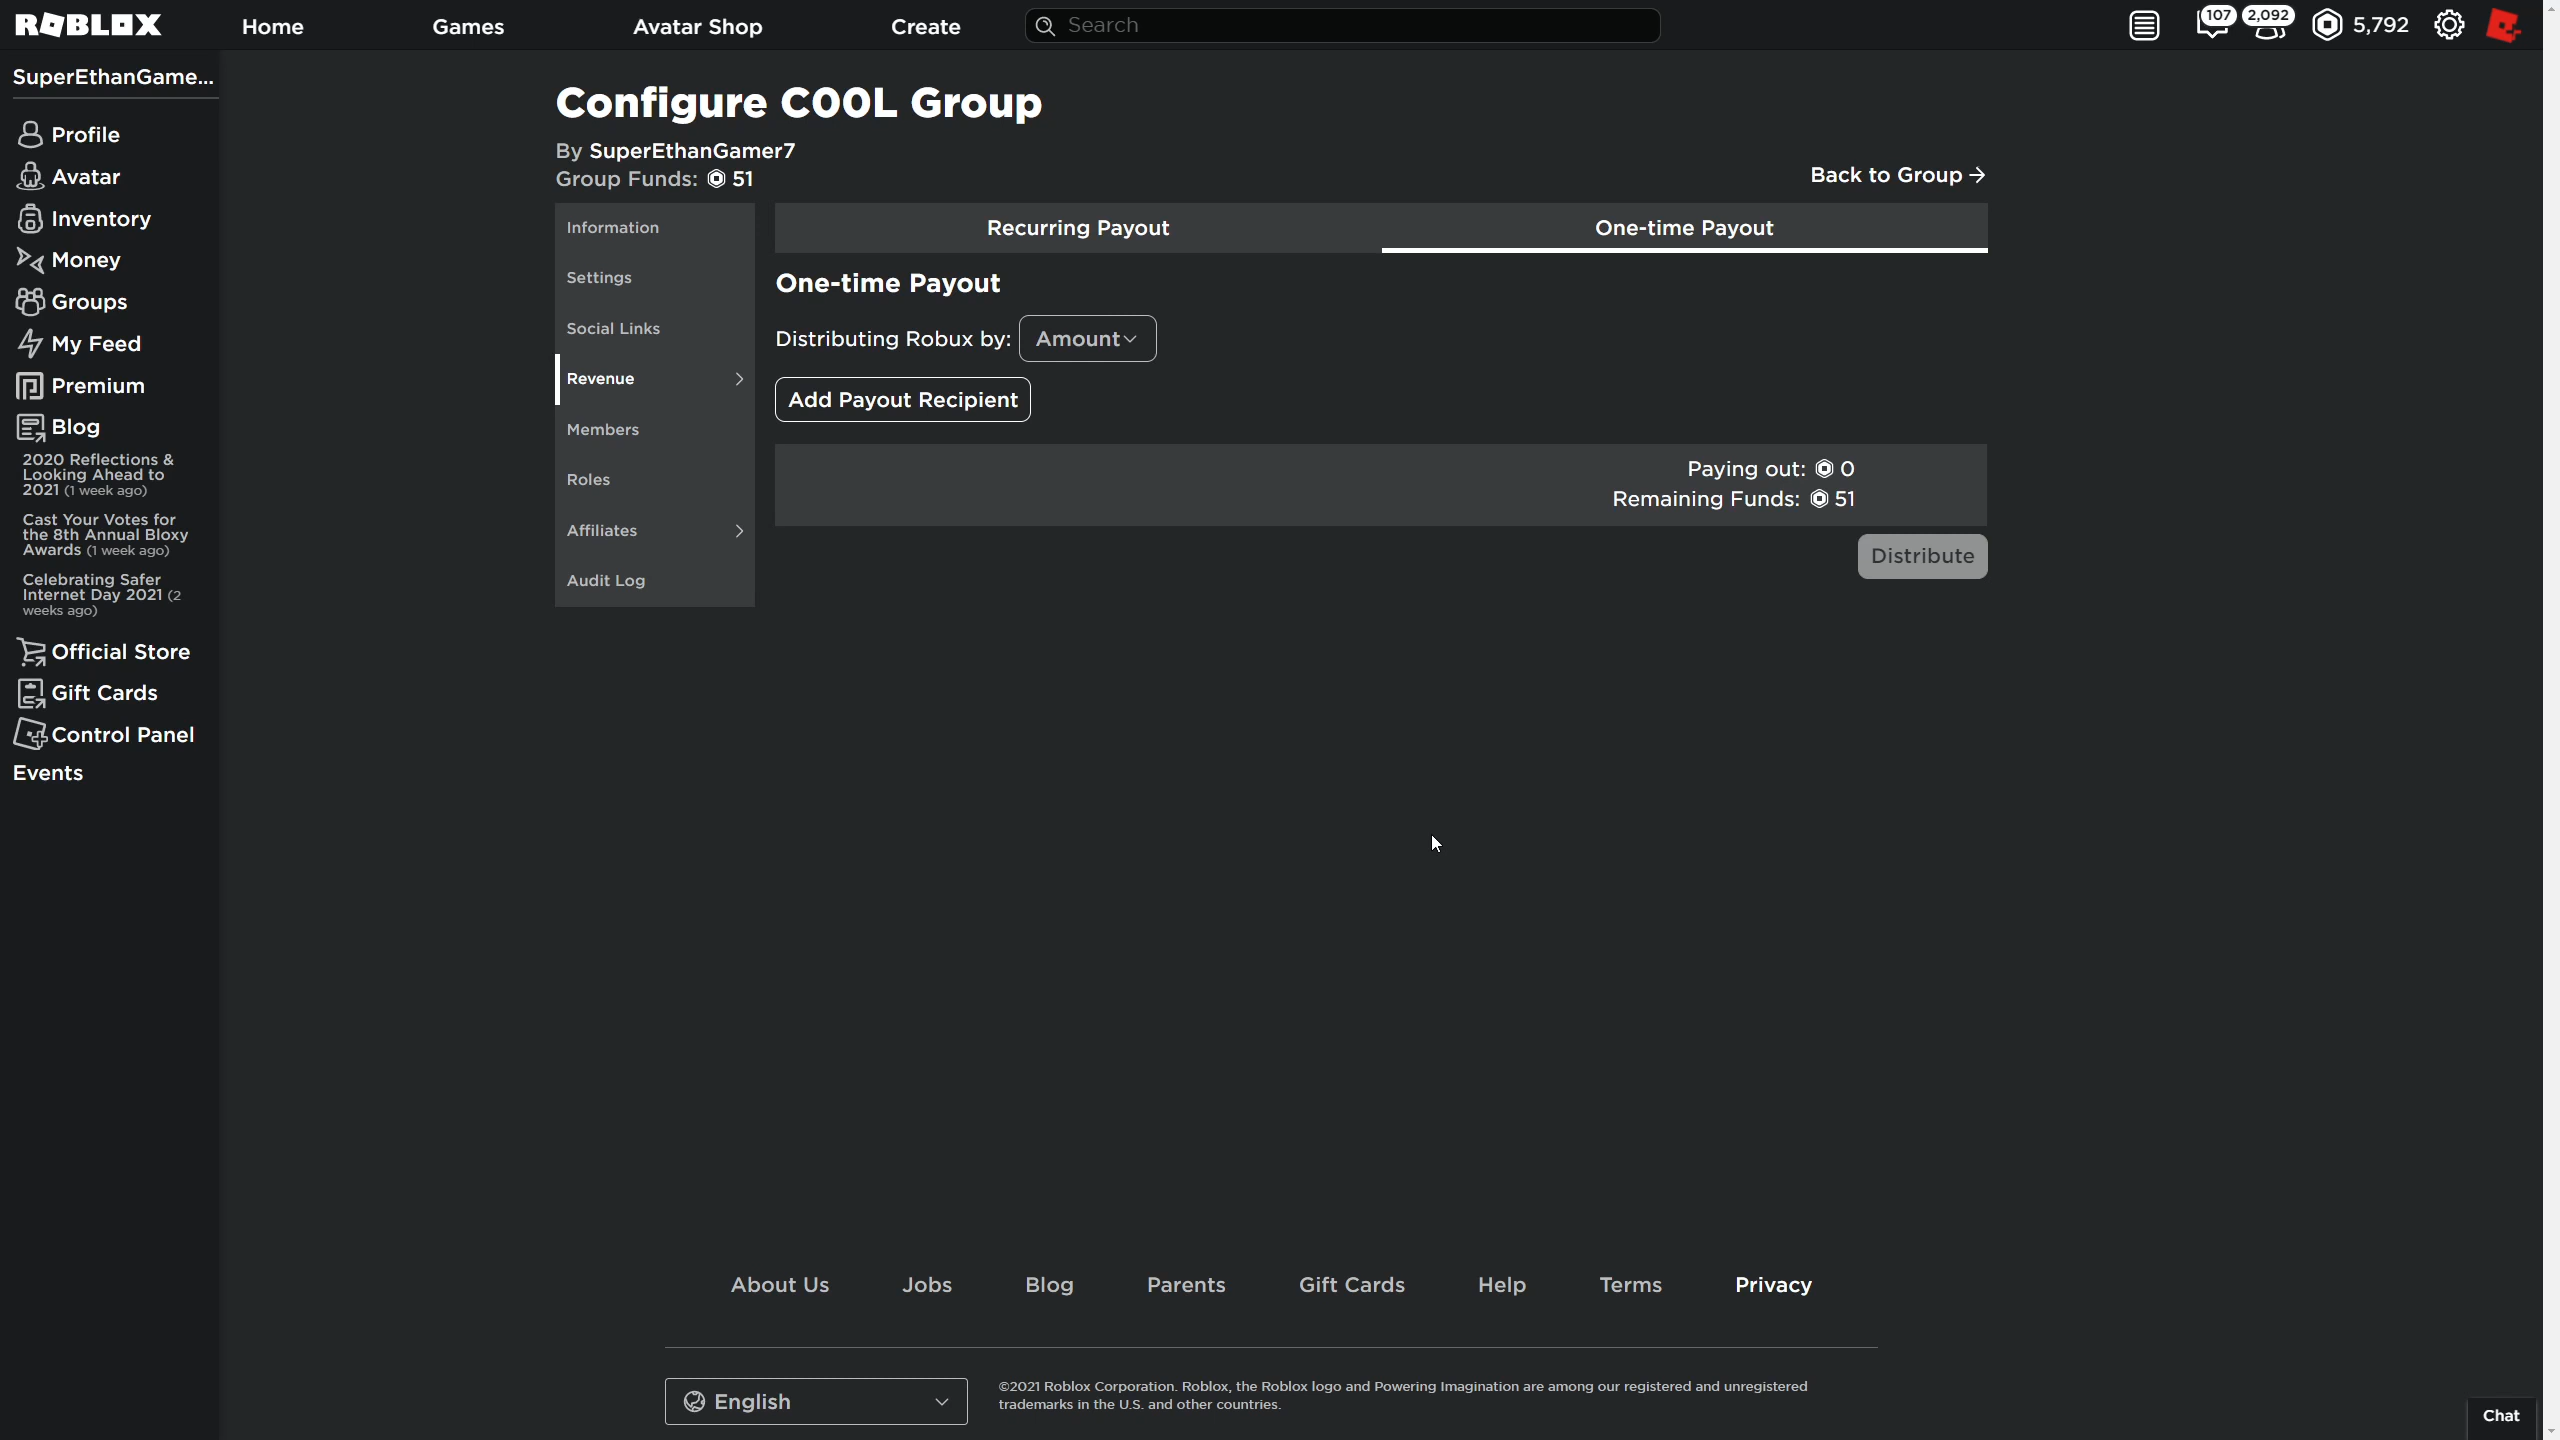 ROBLOX
Home
Games
Avatar Shop
Create
Search
107
2,092
5,792
SuperEthanGame...
Profile
Avatar
Inventory
Money
Groups
My Feed
Premium
Blog
2020 Reflections &
Looking Ahead to
2021 (1 week ago)
Cast Your Votes for
the 8th Annual Bloxy
Awards (1 week ago)
Celebrating Safer
Internet Day 2021 (2
weeks ago)
Official Store
Gift Cards
Control Panel
Events
Configure C00L Group
By SuperEthanGamer7
Group Funds: 51
Back to Group
Information
Settings
Social Links
Revenue
Members
Roles
Affiliates
Audit Log
Recurring Payout
One-time Payout
One-time Payout
Distributing Robux by: Amount
Add Payout Recipient
Paying out: 0
Remaining Funds: 51
Distribute
About Us
Jobs
Blog
Parents
Gift Cards
Help
Terms
Privacy
English
©2021 Roblox Corporation. Roblox, the Roblox logo and Powering Imagination are among our registered and unregistered
trademarks in the U.S. and other countries.
Chat